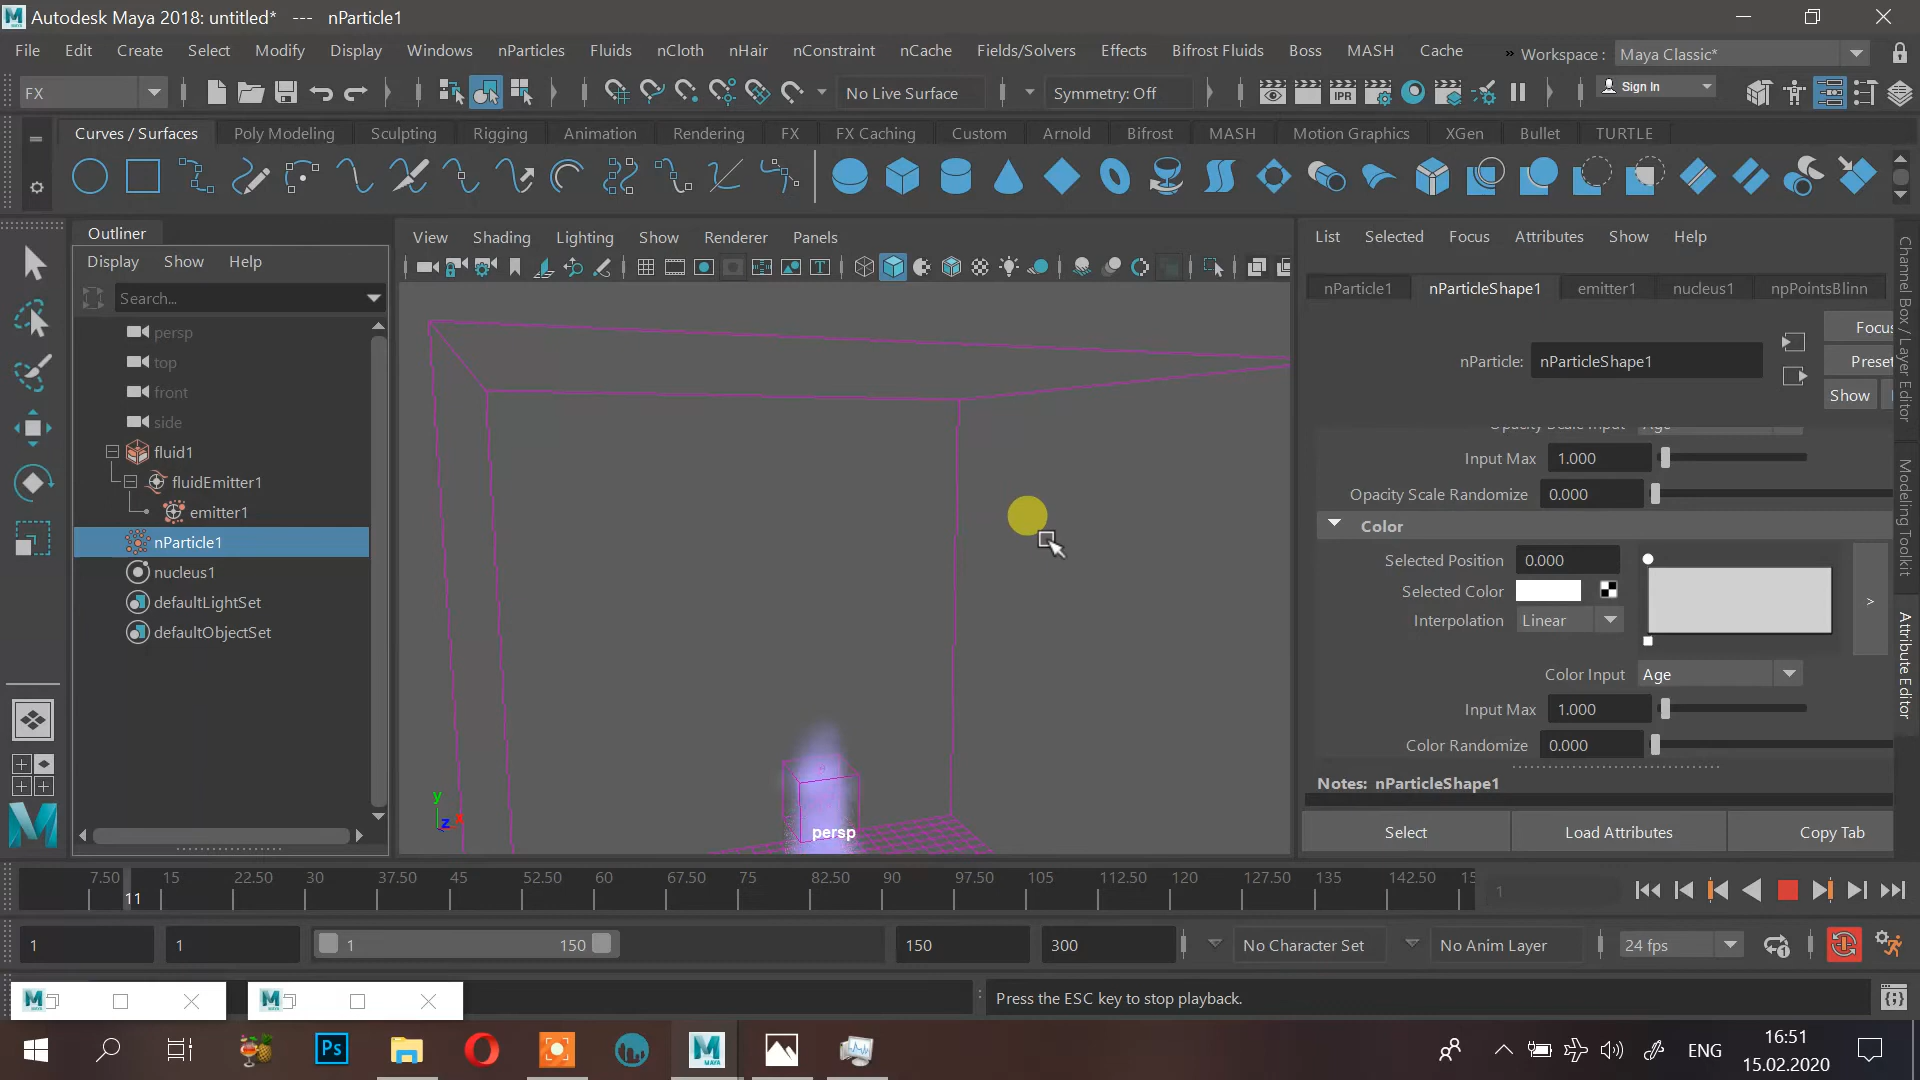 Autodesk Maya 2018: untitled*   ---   nParticle1
File Edit Create Select Modify Display Windows nParticles Fluids nCloth nHair nConstraint nCache Fields/Solvers Effects Bifrost Fluids Boss MASH Cache » Workspace : Maya Classic*
FX No Live Surface Symmetry: Off IPR Sign In
Curves / Surfaces Poly Modeling Sculpting Rigging Animation Rendering FX FX Caching Custom Arnold Bifrost MASH Motion Graphics XGen Bullet TURTLE
Outliner
Display Show Help
Search...
persp
top
front
side
fluid1
fluidEmitter1
emitter1
nParticle1
nucleus1
defaultLightSet
defaultObjectSet
View Shading Lighting Show Renderer Panels
y
z x
persp
List Selected Focus Attributes Show Help
nParticle1 nParticleShape1 emitter1 nucleus1 npPointsBlinn
Focus
nParticle: nParticleShape1
Preset
Show
Opacity Scale Input Age
Input Max 1.000
Opacity Scale Randomize 0.000
Color
Selected Position 0.000
Selected Color
Interpolation Linear
>
Color Input Age
Input Max 1.000
Color Randomize 0.000
Notes: nParticleShape1
Select Load Attributes Copy Tab
Channel Box / Layer Editor
Modeling Toolkit
Attribute Editor
7.50 15 22.50 30 37.50 45 52.50 60 67.50 75 82.50 90 97.50 105 112.50 120 127.50 135 142.50 15
11
1
1 1 1 150 150 300 No Character Set No Anim Layer 24 fps
Press the ESC key to stop playback.
Ps MAYA ENG
16:51
15.02.2020